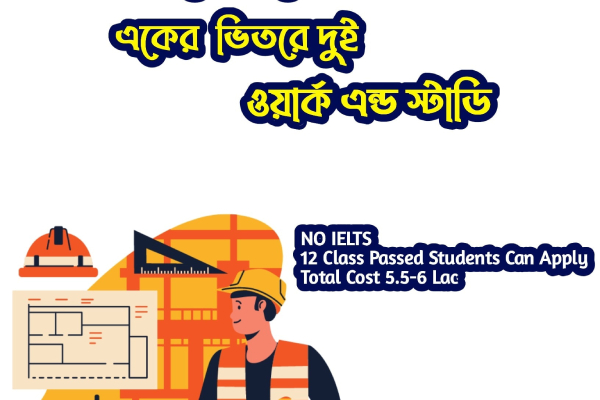 একের ভিতরে দুই
ওয়ার্ক এন্ড স্টাডি
NO IELTS
12 Class Passed Students Can Apply
Total Cost 5.5-6 Lac